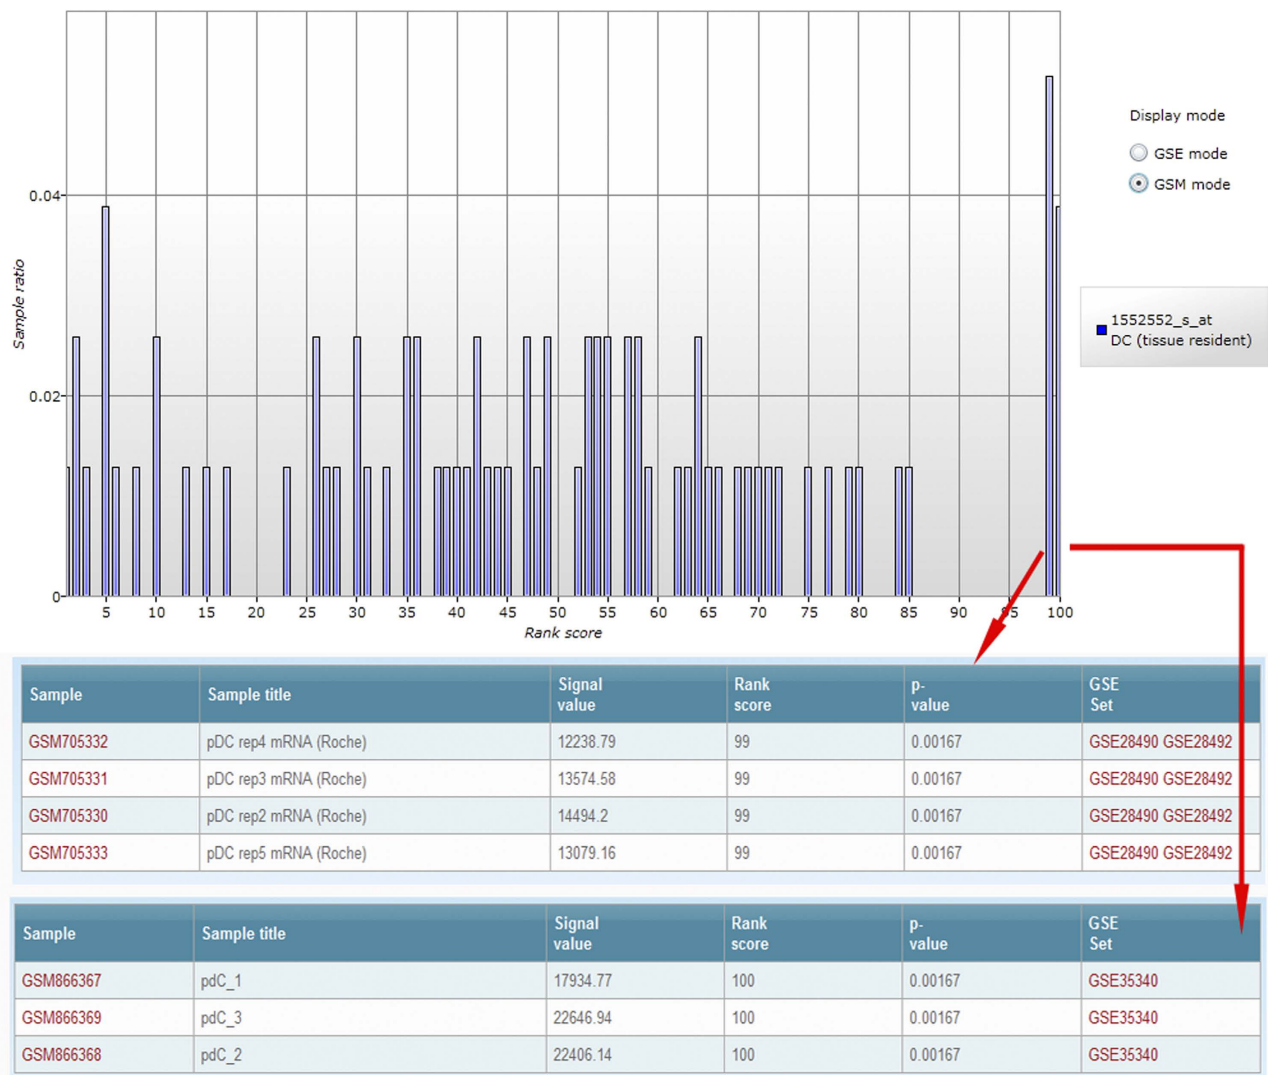 Display mode
GSE mode
GSM mode
0.04
0.02
0
Sample ratio
1552552_s_at
DC (tissue resident)
5 10 15 20 25 30 35 40 45 50 55 60 65 70 75 80 85 90 95 100
Rank score
Sample Sample title Signal value Rank score p-value GSE Set
GSM705332 pDC rep4 mRNA (Roche) 12238.79 99 0.00167 GSE28490 GSE28492
GSM705331 pDC rep3 mRNA (Roche) 13574.58 99 0.00167 GSE28490 GSE28492
GSM705330 pDC rep2 mRNA (Roche) 14494.2 99 0.00167 GSE28490 GSE28492
GSM705333 pDC rep5 mRNA (Roche) 13079.16 99 0.00167 GSE28490 GSE28492
Sample Sample title Signal value Rank score p-value GSE Set
GSM866367 pdC_1 17934.77 100 0.00167 GSE35340
GSM866369 pdC_3 22646.94 100 0.00167 GSE35340
GSM866368 pdC_2 22406.14 100 0.00167 GSE35340